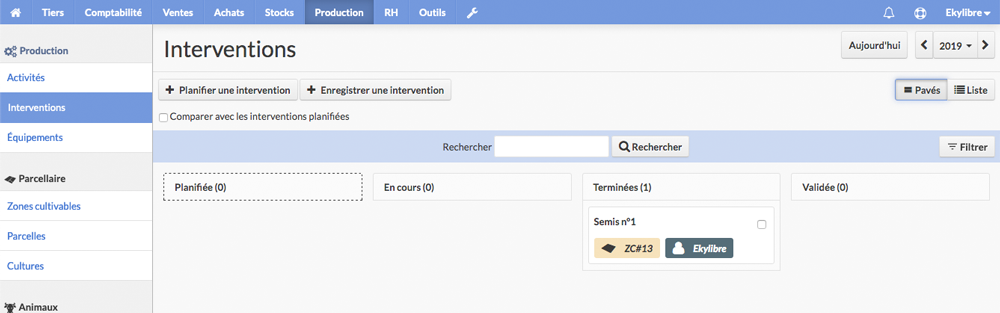 Tiers Comptabilité Ventes Achats Stocks Production RH Outils Ekylibre
Production
Activités
Interventions
Équipements
Parcellaire
Zones cultivables
Parcelles
Cultures
Animaux
Interventions
Aujourd'hui 2019
Planifier une intervention Enregistrer une intervention Pavés Liste
Comparer avec les interventions planifiées
Rechercher Rechercher Filtrer
Planifiée (0) En cours (0) Terminées (1) Validée (0)
Semis n°1
ZC#13 Ekylibre